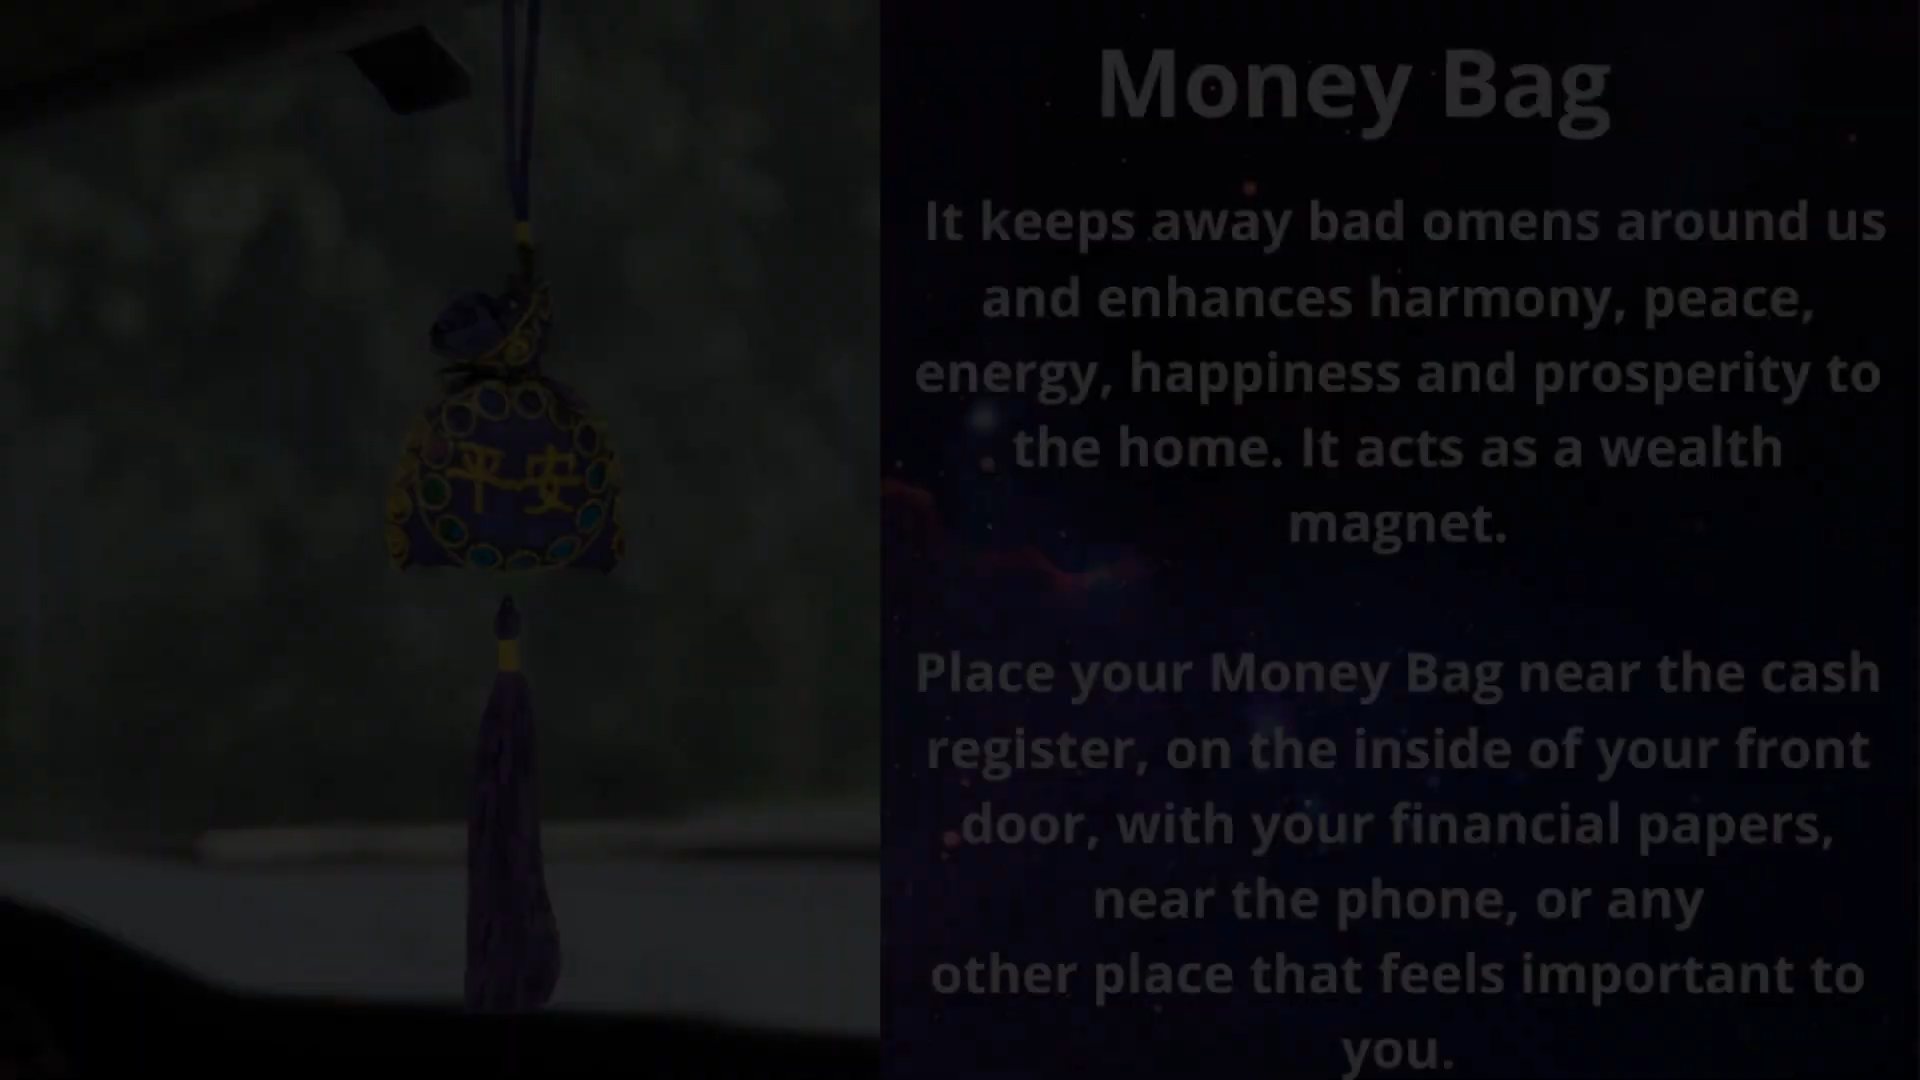 平安
Money Bag
It keeps away bad omens around us
and enhances harmony, peace,
energy, happiness and prosperity to
the home. It acts as a wealth
magnet.
Place your Money Bag near the cash
register, on the inside of your front
door, with your financial papers,
near the phone, or any
other place that feels important to
you.